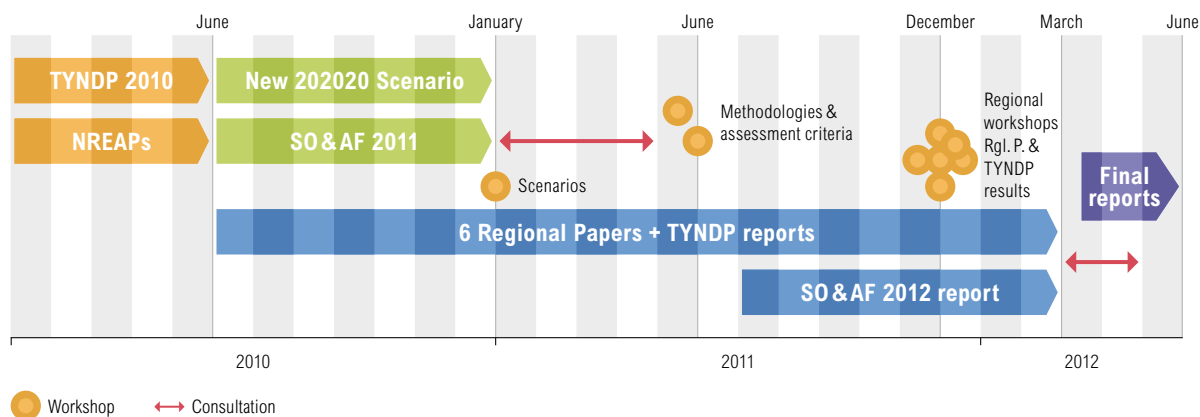 June
January
June
December
March
June
TYNDP 2010
New 202020 Scenario
NREAPs
SO & AF 2011
Methodologies &
assessment criteria
Regional
workshops
Rgl. P. &
TYNDP
results
Scenarios
Final
reports
6 Regional Papers + TYNDP reports
SO & AF 2012 report
2010
2011
2012
Workshop
Consultation